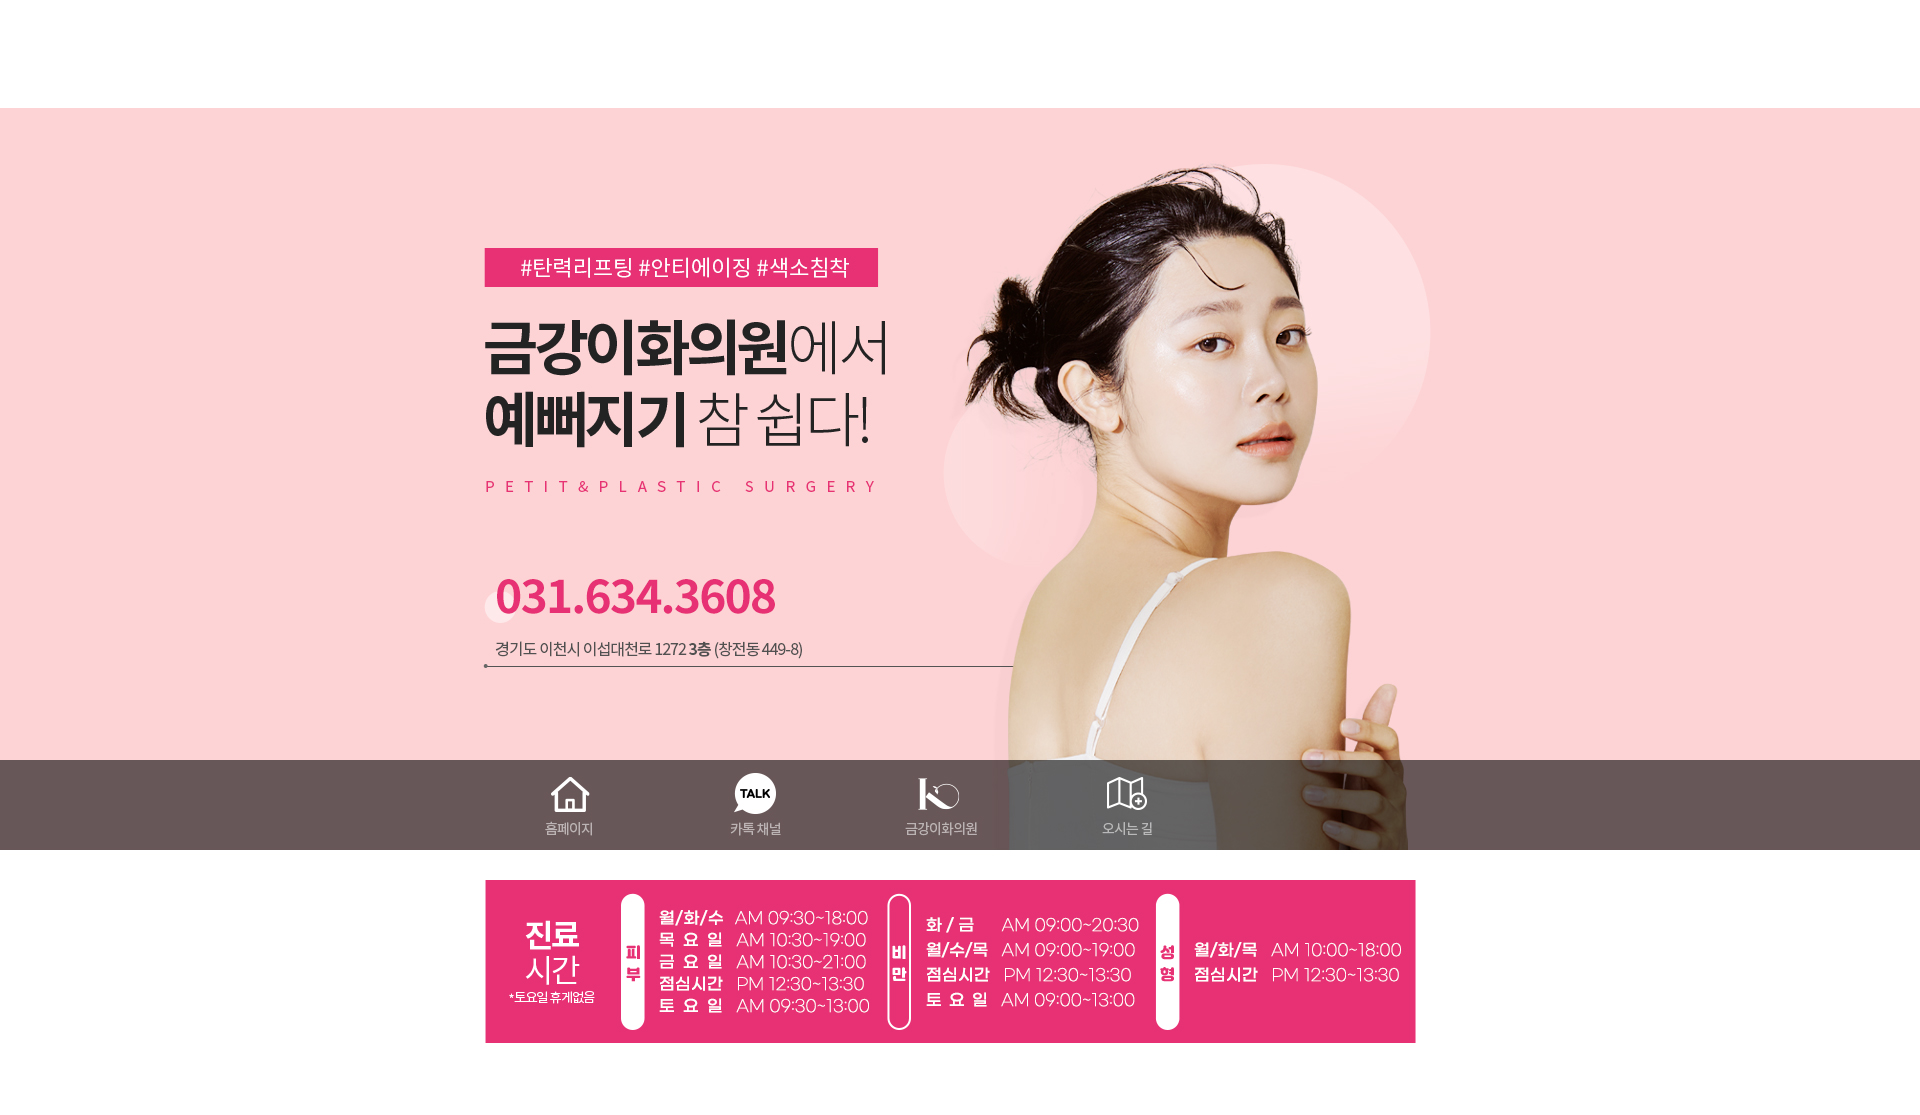 #탄력리프팅 #안티에이징 #색소침착
금강이화의원에서
예뻐지기 참 쉽다!
PETIT&PLASTIC SURGERY
031.634.3608
경기도 이천시 이섭대천로 1272 3층 (창전동 449-8)
홈페이지
TALK
카톡 채널
금강이화의원
오시는 길
진료
시간
*토요일 휴게없음
피부
월/화/수 AM 09:30~18:00
목 요 일 AM 10:30~19:00
금 요 일 AM 10:30~21:00
점심시간 PM 12:30~13:30
토 요 일 AM 09:30~13:00
비만
화 / 금 AM 09:00~20:30
월/수/목 AM 09:00~19:00
점심시간 PM 12:30~13:30
토 요 일 AM 09:00~13:00
성형
월/화/목 AM 10:00~18:00
점심시간 PM 12:30~13:30